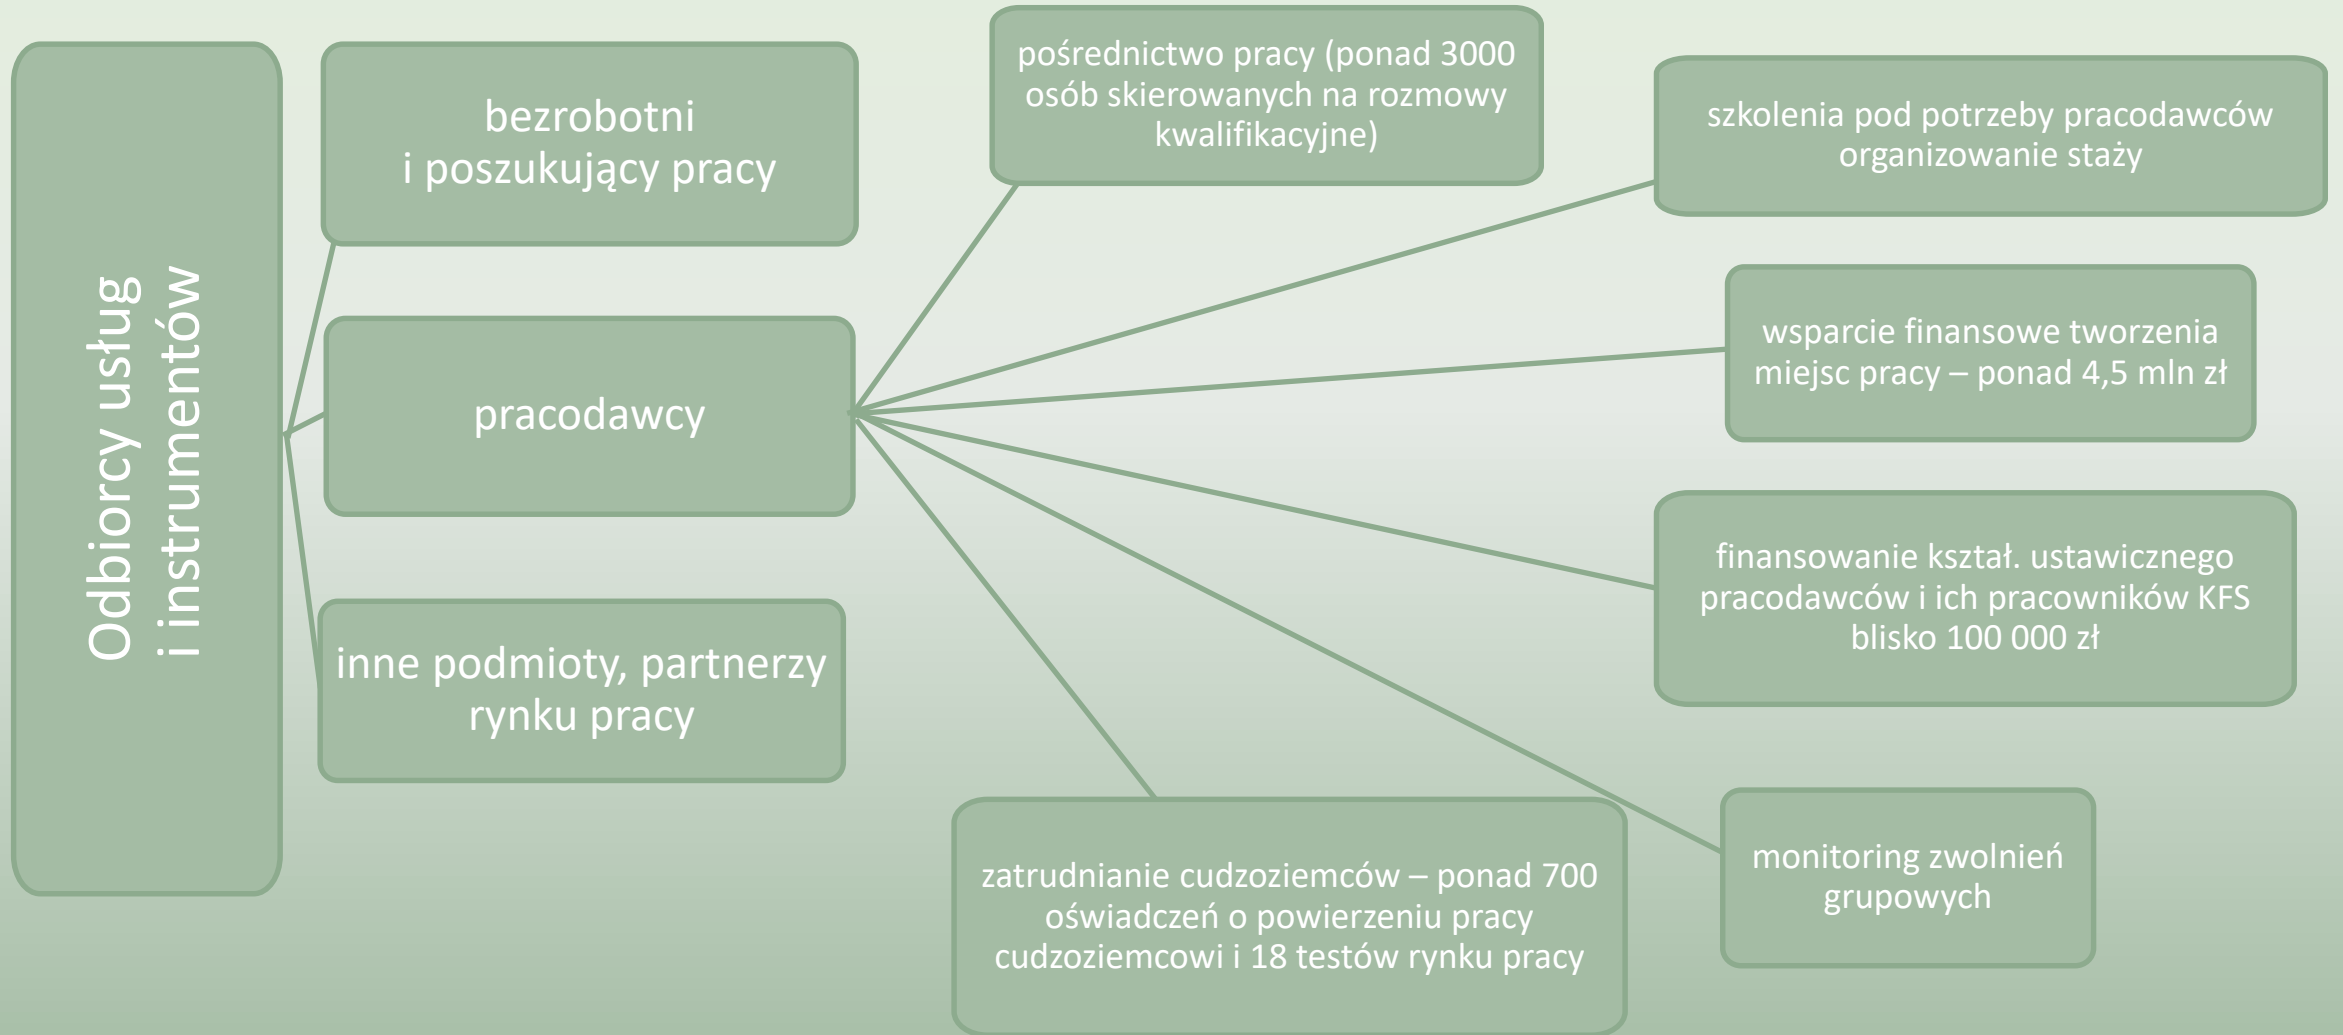 Odbiorcy usług
i instrumentów
bezrobotni
i poszukujący pracy
pracodawcy
inne podmioty, partnerzy
rynku pracy
pośrednictwo pracy (ponad 3000
osób skierowanych na rozmowy
kwalifikacyjne)
szkolenia pod potrzeby pracodawców
organizowanie staży
wsparcie finansowe tworzenia
miejsc pracy – ponad 4,5 mln zł
finansowanie kształ. ustawicznego
pracodawców i ich pracowników KFS
blisko 100 000 zł
monitoring zwolnień
grupowych
zatrudnianie cudzoziemców – ponad 700
oświadczeń o powierzeniu pracy
cudzoziemcowi i 18 testów rynku pracy